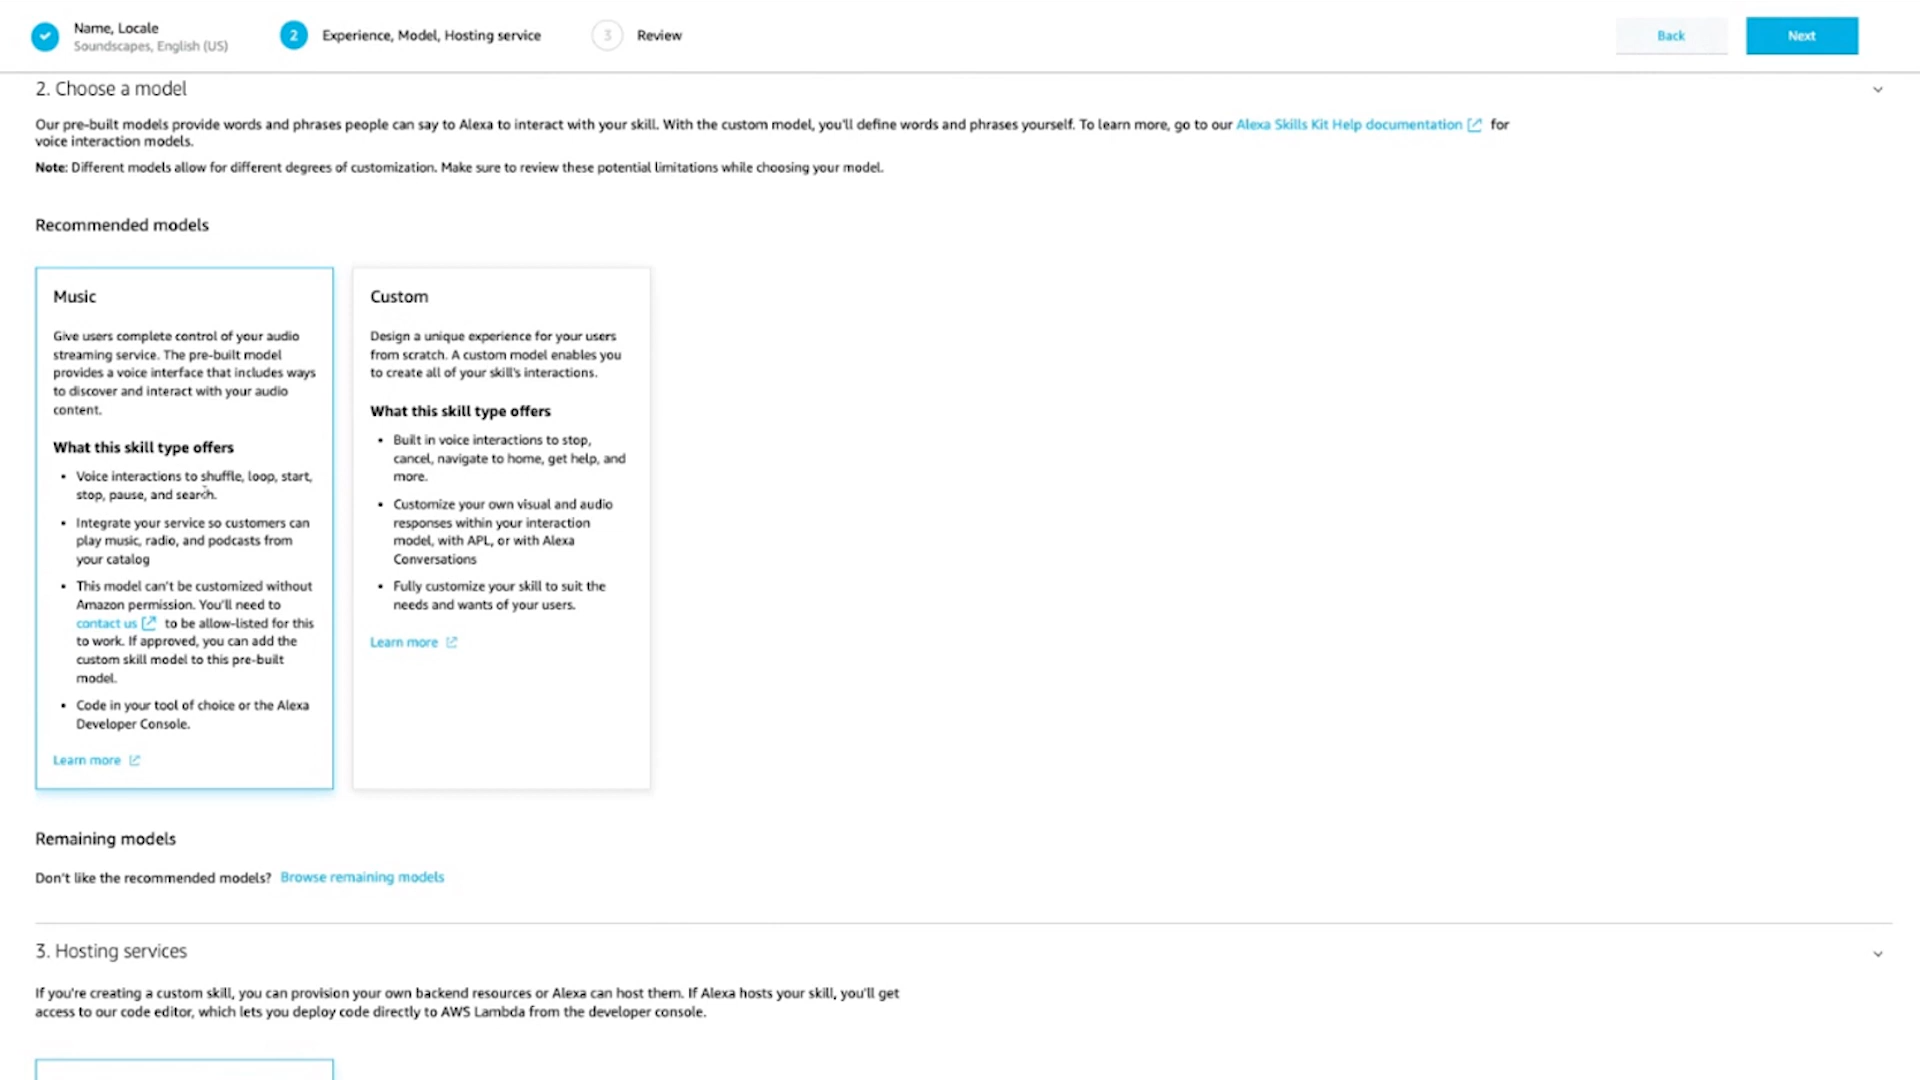 Name, Locale
Soundscapes, English (US)
2
Experience, Model, Hosting service
3
Review
Back
Next
2. Choose a model
Our pre-built models provide words and phrases people can say to Alexa to interact with your skill. With the custom model, you'll define words and phrases yourself. To learn more, go to our Alexa Skills Kit Help documentation for
voice interaction models.
Note: Different models allow for different degrees of customization. Make sure to review these potential limitations while choosing your model.
Recommended models
Music
Give users complete control of your audio
streaming service. The pre-built model
provides a voice interface that includes ways
to discover and interact with your audio
content.
What this skill type offers
• Voice interactions to shuffle, loop, start,
stop, pause, and search.
• Integrate your service so customers can
play music, radio, and podcasts from
your catalog
• This model can't be customized without
Amazon permission. You'll need to
contact us to be allow-listed for this
to work. If approved, you can add the
custom skill model to this pre-built
model.
• Code in your tool of choice or the Alexa
Developer Console.
Learn more
Custom
Design a unique experience for your users
from scratch. A custom model enables you
to create all of your skill's interactions.
What this skill type offers
• Built in voice interactions to stop,
cancel, navigate to home, get help, and
more.
• Customize your own visual and audio
responses within your interaction
model, with APL, or with Alexa
Conversations
• Fully customize your skill to suit the
needs and wants of your users.
Learn more
Remaining models
Don't like the recommended models? Browse remaining models
3. Hosting services
If you're creating a custom skill, you can provision your own backend resources or Alexa can host them. If Alexa hosts your skill, you'll get
access to our code editor, which lets you deploy code directly to AWS Lambda from the developer console.